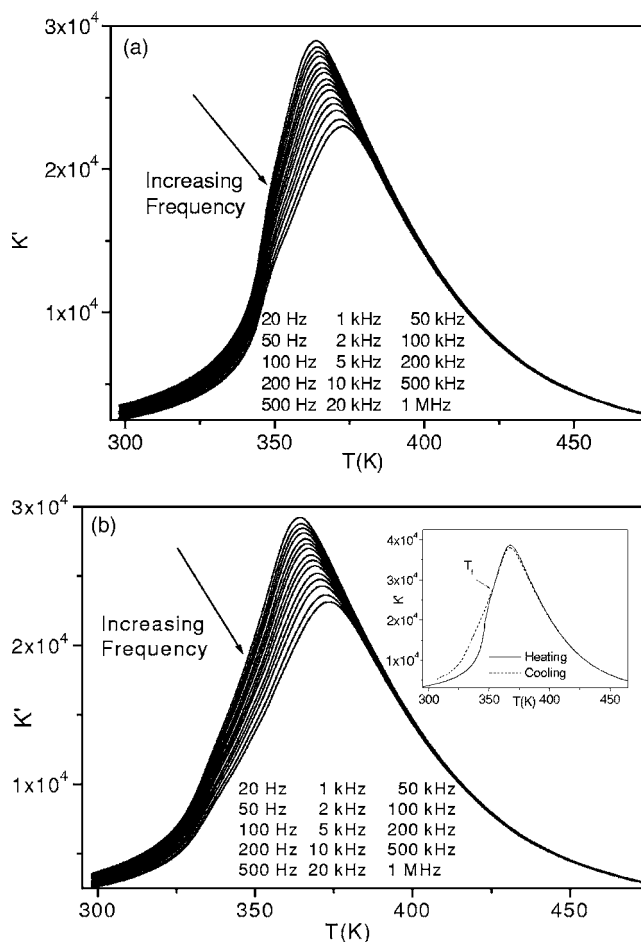 (a)
3x10⁴
2x10⁴
1x10⁴
K'
Increasing
Frequency
20 Hz 1 kHz 50 kHz
50 Hz 2 kHz 100 kHz
100 Hz 5 kHz 200 kHz
200 Hz 10 kHz 500 kHz
500 Hz 20 kHz 1 MHz
300 350 400 450
T(K)
(b)
3x10⁴
2x10⁴
1x10⁴
K'
Increasing
Frequency
4x10⁴
3x10⁴
2x10⁴
1x10⁴
K'
Tf
Heating
Cooling
300 350 400 450
T(K)
20 Hz 1 kHz 50 kHz
50 Hz 2 kHz 100 kHz
100 Hz 5 kHz 200 kHz
200 Hz 10 kHz 500 kHz
500 Hz 20 kHz 1 MHz
300 350 400 450
T(K)